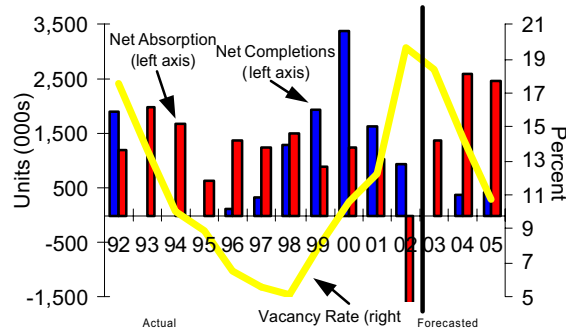 3,500
2,500
1,500
500
-500
-1,500
Units (000s)
Net Absorption
(left axis)
Net Completions
(left axis)
21
19
17
15
13
11
9
7
5
Percent
92 93 94 95 96 97 98 99 00 01 02 03 04 05
Vacancy Rate (right
Actual
Forecasted